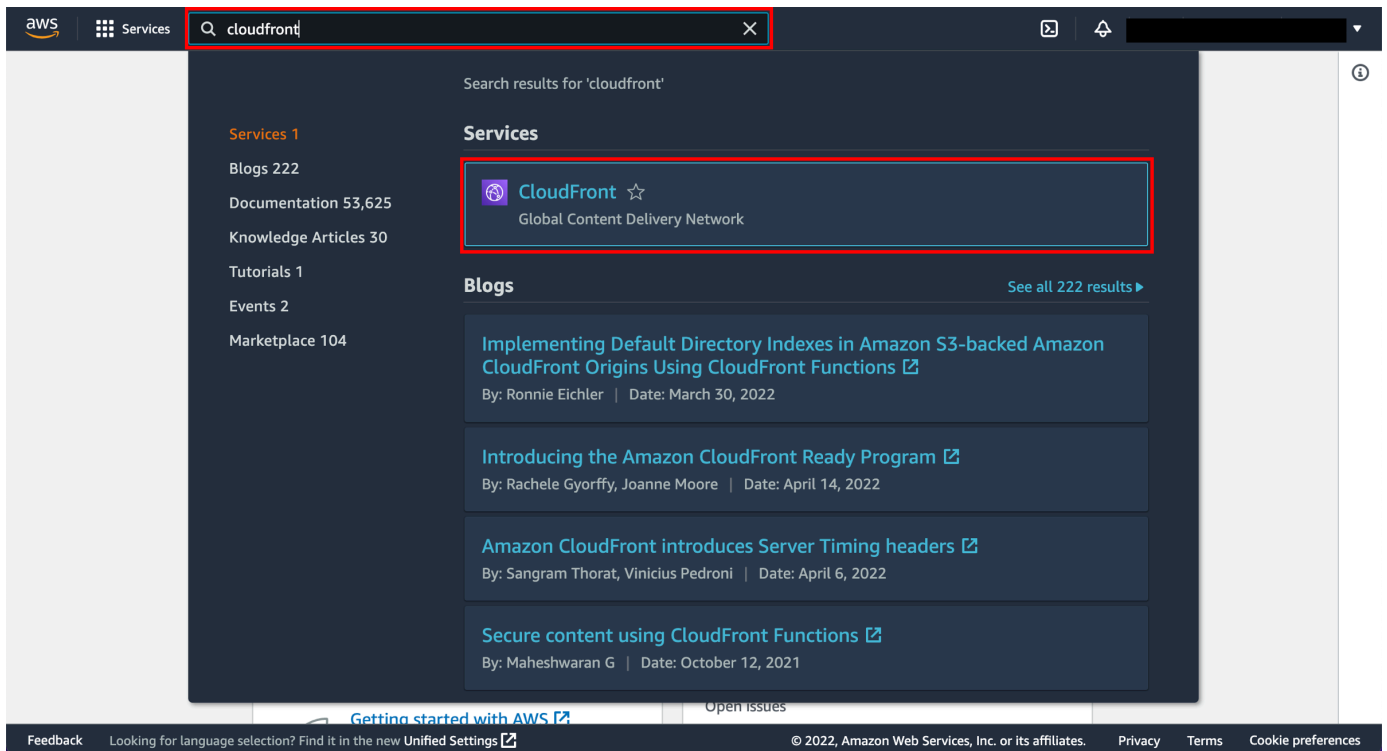 aws
Services
cloudfront
Search results for 'cloudfront'
Services 1
Blogs 222
Documentation 53,625
Knowledge Articles 30
Tutorials 1
Events 2
Marketplace 104
Services
CloudFront
Global Content Delivery Network
Blogs
See all 222 results
Implementing Default Directory Indexes in Amazon S3-backed Amazon
CloudFront Origins Using CloudFront Functions
By: Ronnie Eichler | Date: March 30, 2022
Introducing the Amazon CloudFront Ready Program
By: Rachele Gyorffy, Joanne Moore | Date: April 14, 2022
Amazon CloudFront introduces Server Timing headers
By: Sangram Thorat, Vinicius Pedroni | Date: April 6, 2022
Secure content using CloudFront Functions
By: Maheshwaran G | Date: October 12, 2021
Getting started with AWS
Open issues
Feedback
Looking for language selection? Find it in the new Unified Settings
© 2022, Amazon Web Services, Inc. or its affiliates.
Privacy
Terms
Cookie preferences